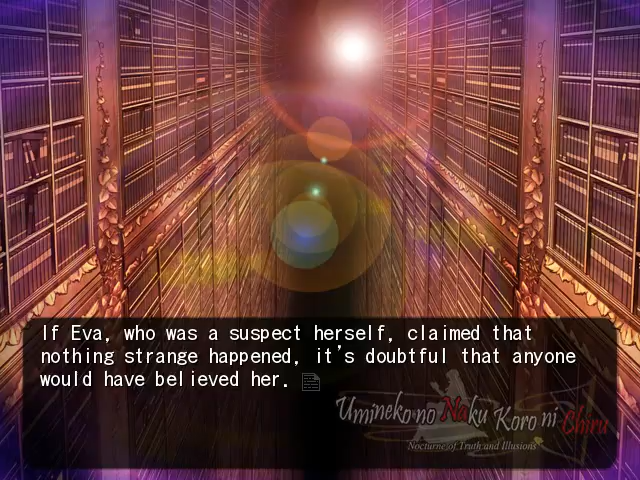 If Eva, who was a suspect herself, claimed that
nothing strange happened, it's doubtful that anyone
would have believed her.
Umineko no Naku Koro ni Chiru
Nocturne of Truth and Illusions